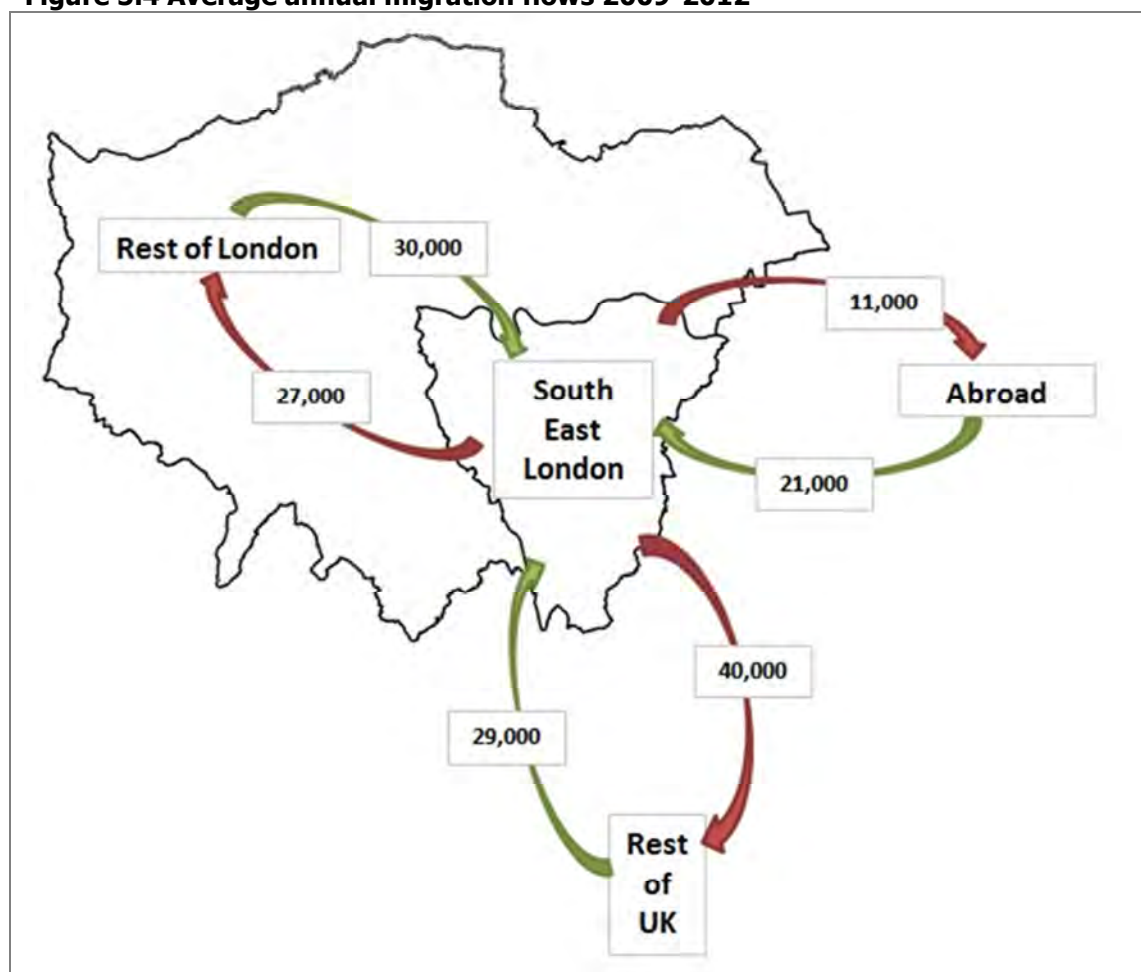 Figure 3.4 Average annual migration flows 2009-2012
Rest of London
30,000
11,000
27,000
South
East
London
Abroad
21,000
40,000
29,000
Rest
of
UK